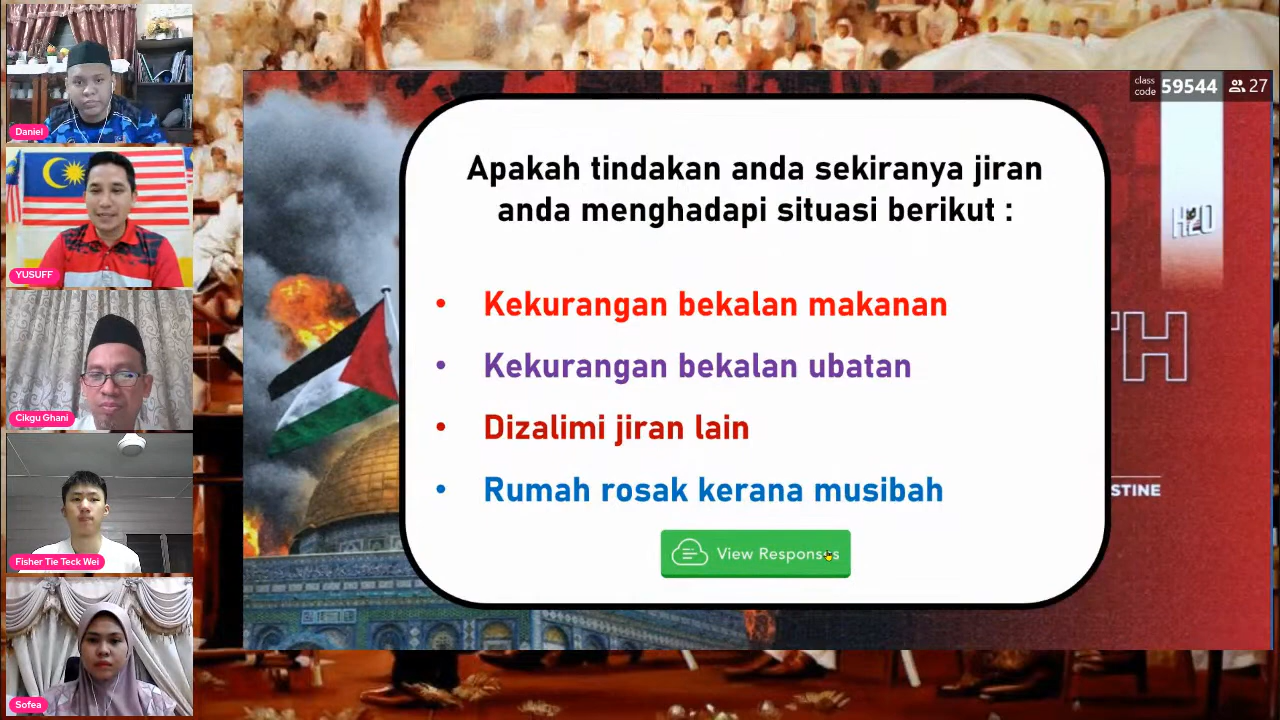 Daniel
YUSUFF
Cikgu Ghani
Fisher Tie Teck Wei
Sofea
class
code
59544
27
Apakah tindakan anda sekiranya jiran
anda menghadapi situasi berikut :
• Kekurangan bekalan makanan
• Kekurangan bekalan ubatan
• Dizalimi jiran lain
• Rumah rosak kerana musibah
View Responses
H2O
TH
STINE